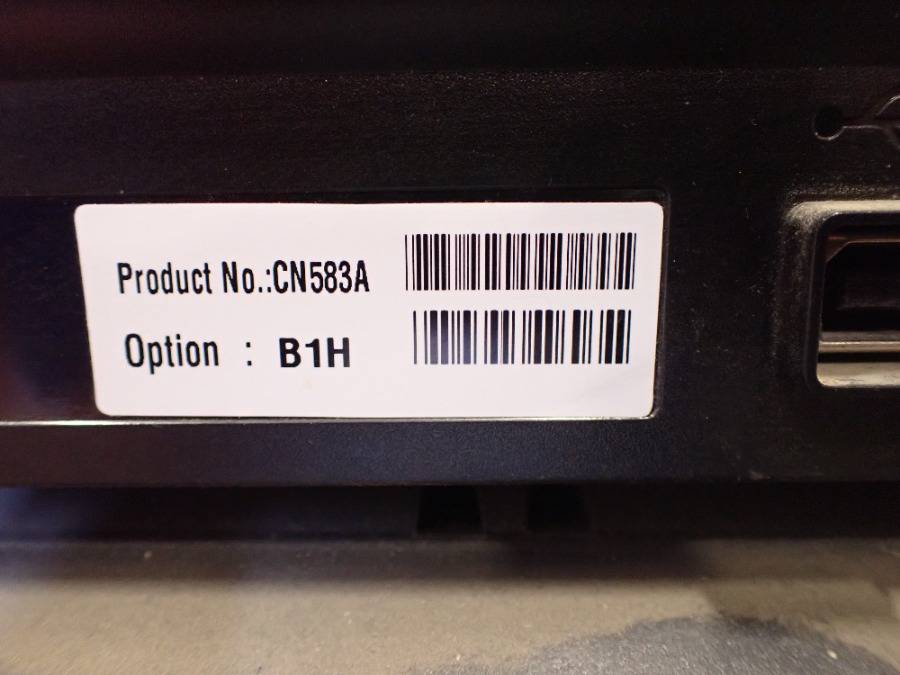 Product No.:CN583A
Option : B1H